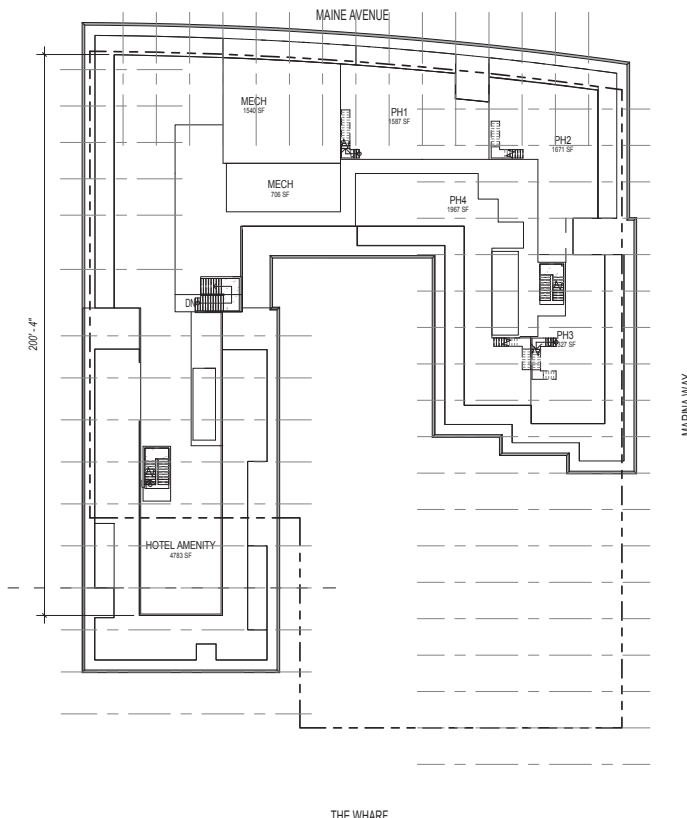 MAINE AVENUE
MECH
1540 SF
PH1
1587 SF
PH2
1671 SF
MECH
706 SF
PH4
1967 SF
DN
PH3
200' - 4"
MARINA WAY
HOTEL AMENITY
4783 SF
THE WHARF